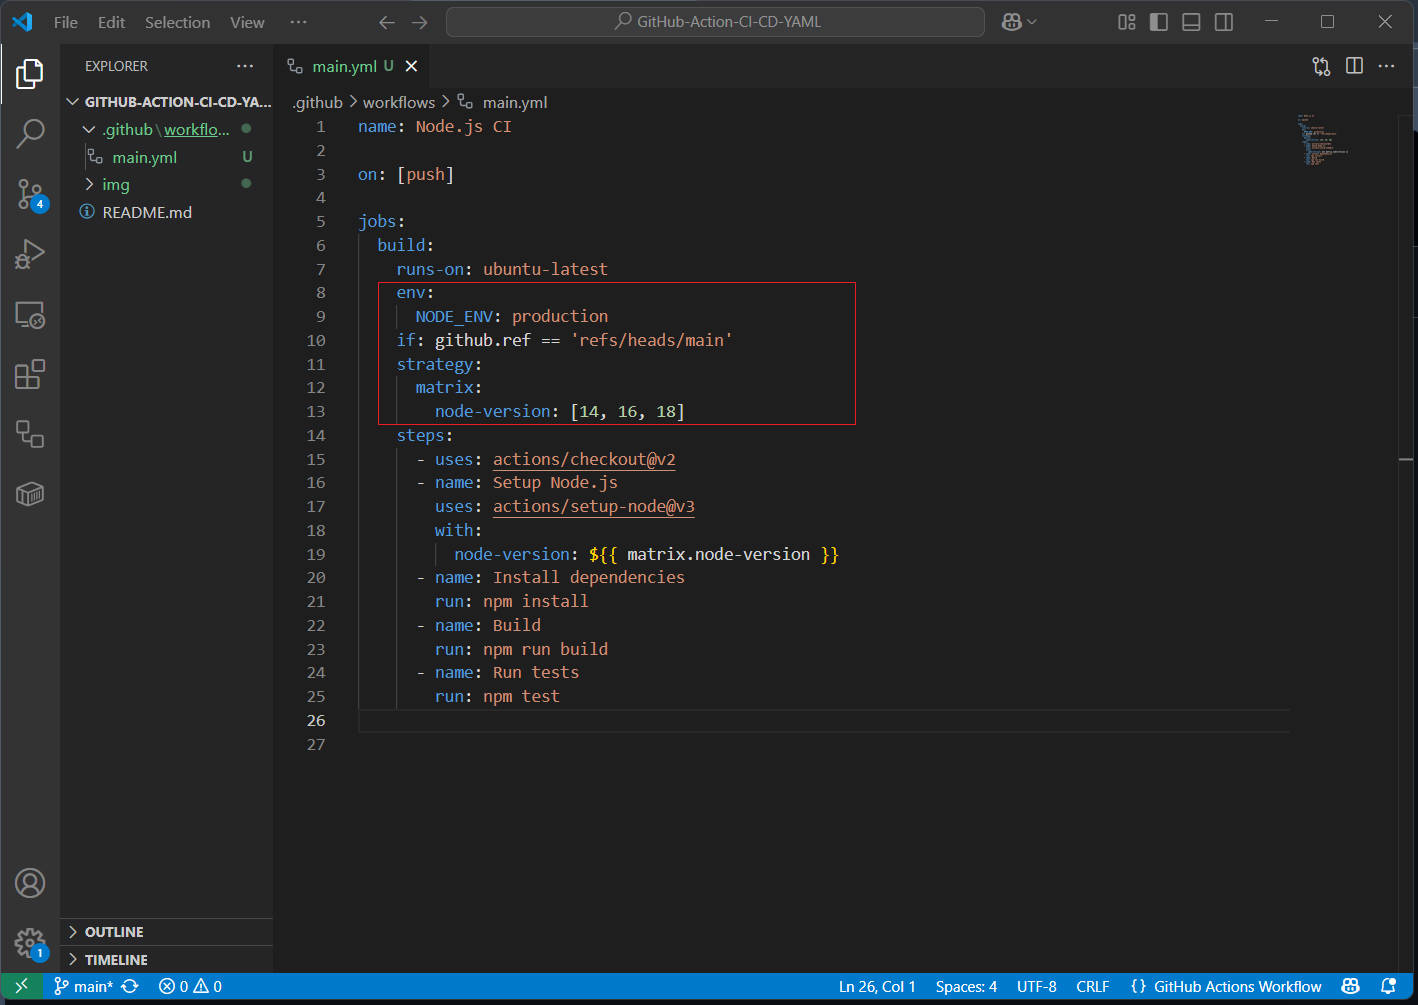 File Edit Selection View ···
GitHub-Action-CI-CD-YAML
EXPLORER ···
GITHUB-ACTION-CI-CD-YA...
.github\workflo...
main.yml U
img
README.md
OUTLINE
TIMELINE
4
1
main.yml U
.github > workflows > main.yml
1 name: Node.js CI
2
3 on: [push]
4
5 jobs:
6 build:
7 runs-on: ubuntu-latest
8 env:
9 NODE_ENV: production
10 if: github.ref == 'refs/heads/main'
11 strategy:
12 matrix:
13 node-version: [14, 16, 18]
14 steps:
15 - uses: actions/checkout@v2
16 - name: Setup Node.js
17 uses: actions/setup-node@v3
18 with:
19 node-version: ${{ matrix.node-version }}
20 - name: Install dependencies
21 run: npm install
22 - name: Build
23 run: npm run build
24 - name: Run tests
25 run: npm test
26
27
main* 0 0 Ln 26, Col 1 Spaces: 4 UTF-8 CRLF {} GitHub Actions Workflow